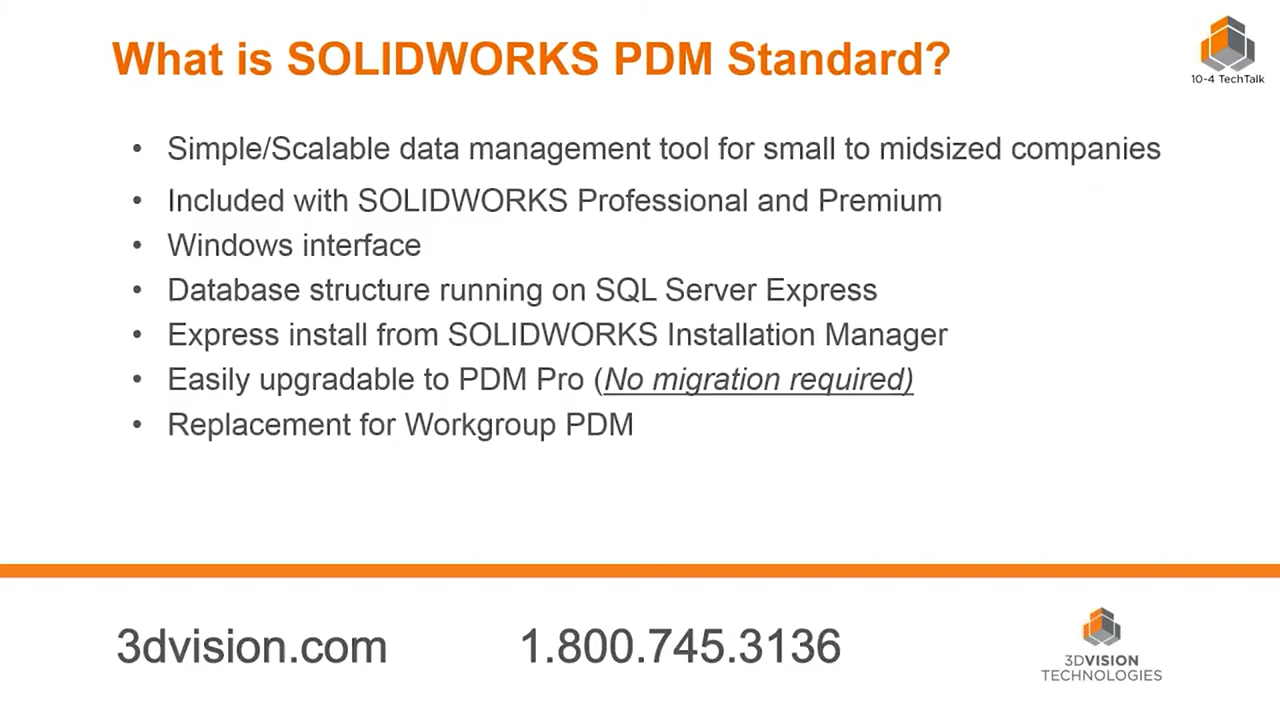 What is SOLIDWORKS PDM Standard?
10-4 TechTalk
• Simple/Scalable data management tool for small to midsized companies
• Included with SOLIDWORKS Professional and Premium
• Windows interface
• Database structure running on SQL Server Express
• Express install from SOLIDWORKS Installation Manager
• Easily upgradable to PDM Pro (No migration required)
• Replacement for Workgroup PDM
3dvision.com
1.800.745.3136
3DVISION
TECHNOLOGIES